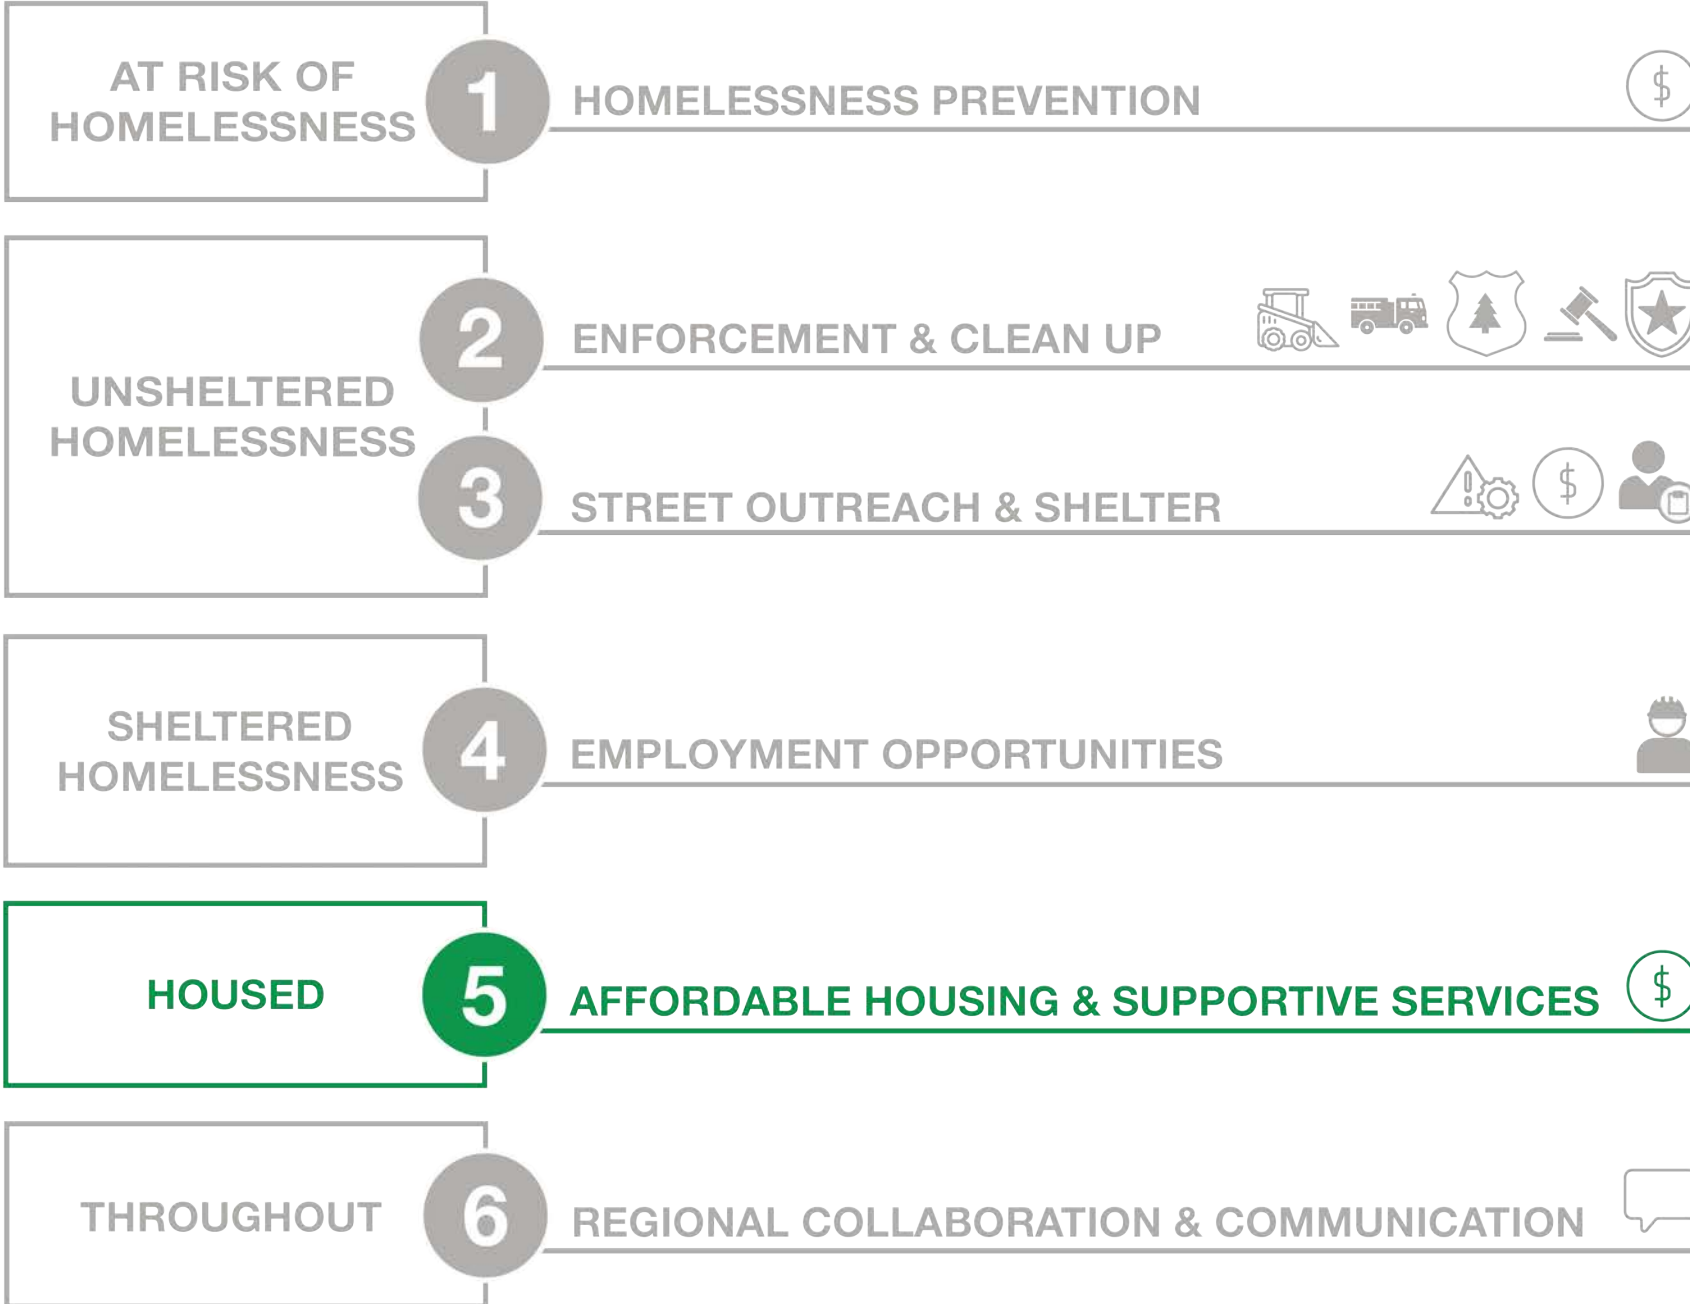 AT RISK OF
HOMELESSNESS
1
HOMELESSNESS PREVENTION
$
UNSHELTERED
HOMELESSNESS
2
ENFORCEMENT & CLEAN UP
3
STREET OUTREACH & SHELTER
$
SHELTERED
HOMELESSNESS
4
EMPLOYMENT OPPORTUNITIES
HOUSED
5
AFFORDABLE HOUSING & SUPPORTIVE SERVICES
$
THROUGHOUT
6
REGIONAL COLLABORATION & COMMUNICATION